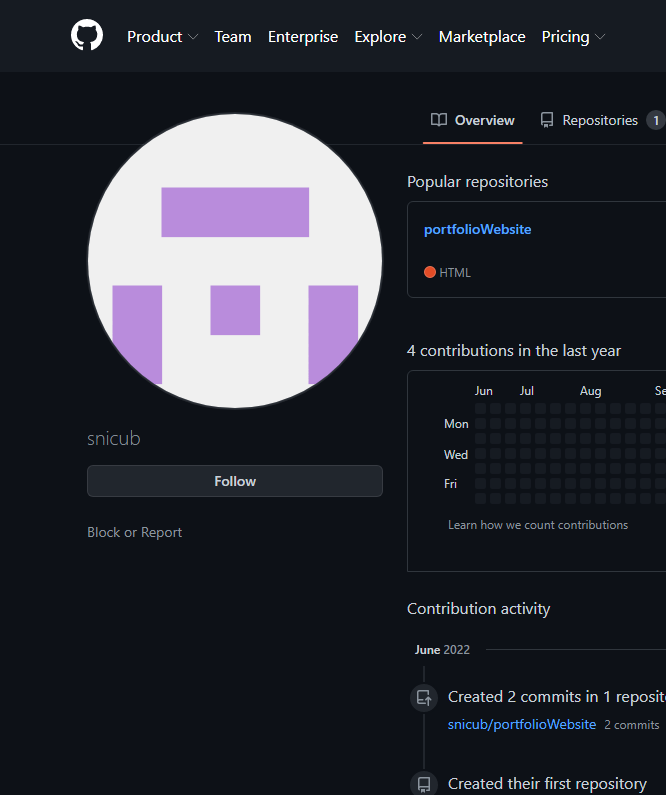 Product Team Enterprise Explore Marketplace Pricing
Overview Repositories 1
Popular repositories
portfolioWebsite
HTML
4 contributions in the last year
Jun Jul Aug Se
Mon
Wed
Fri
Learn how we count contributions
snicub
Follow
Block or Report
Contribution activity
June 2022
Created 2 commits in 1 reposit
snicub/portfolioWebsite 2 commits
Created their first repository